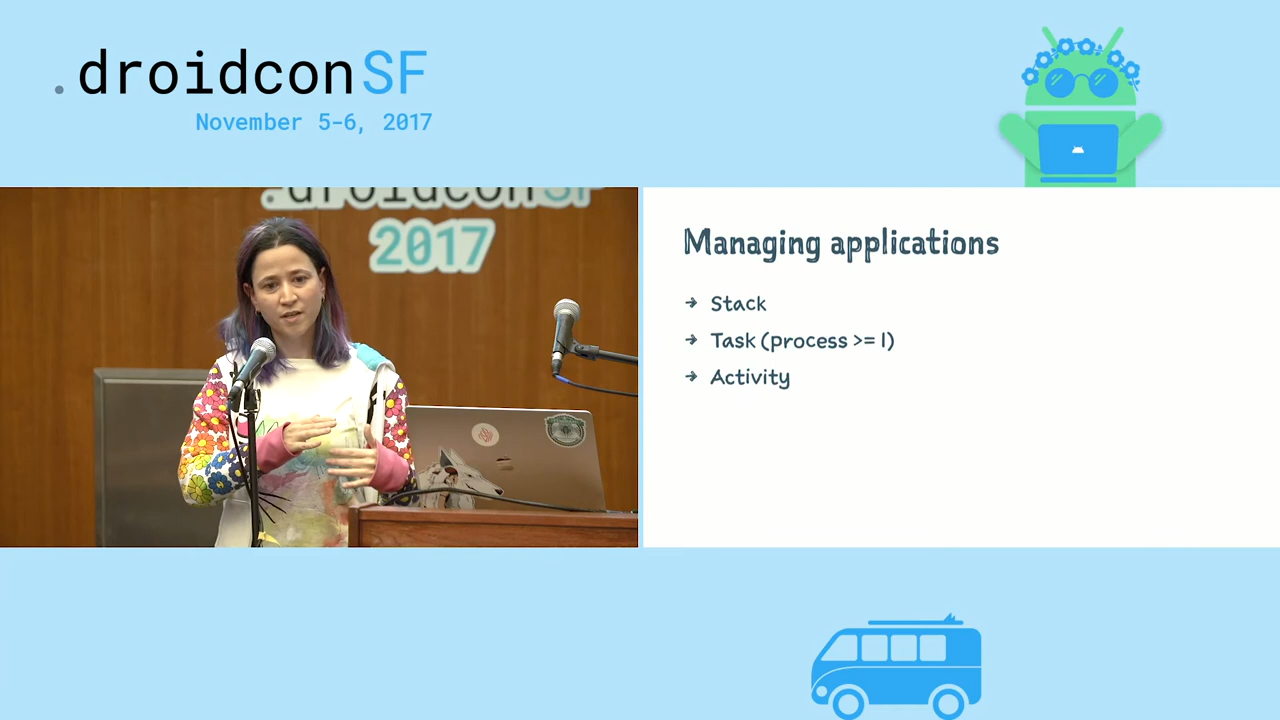 .droidconSF
November 5-6, 2017
.droidconSF
2017
Managing applications
→ Stack
→ Task (process >= 1)
→ Activity